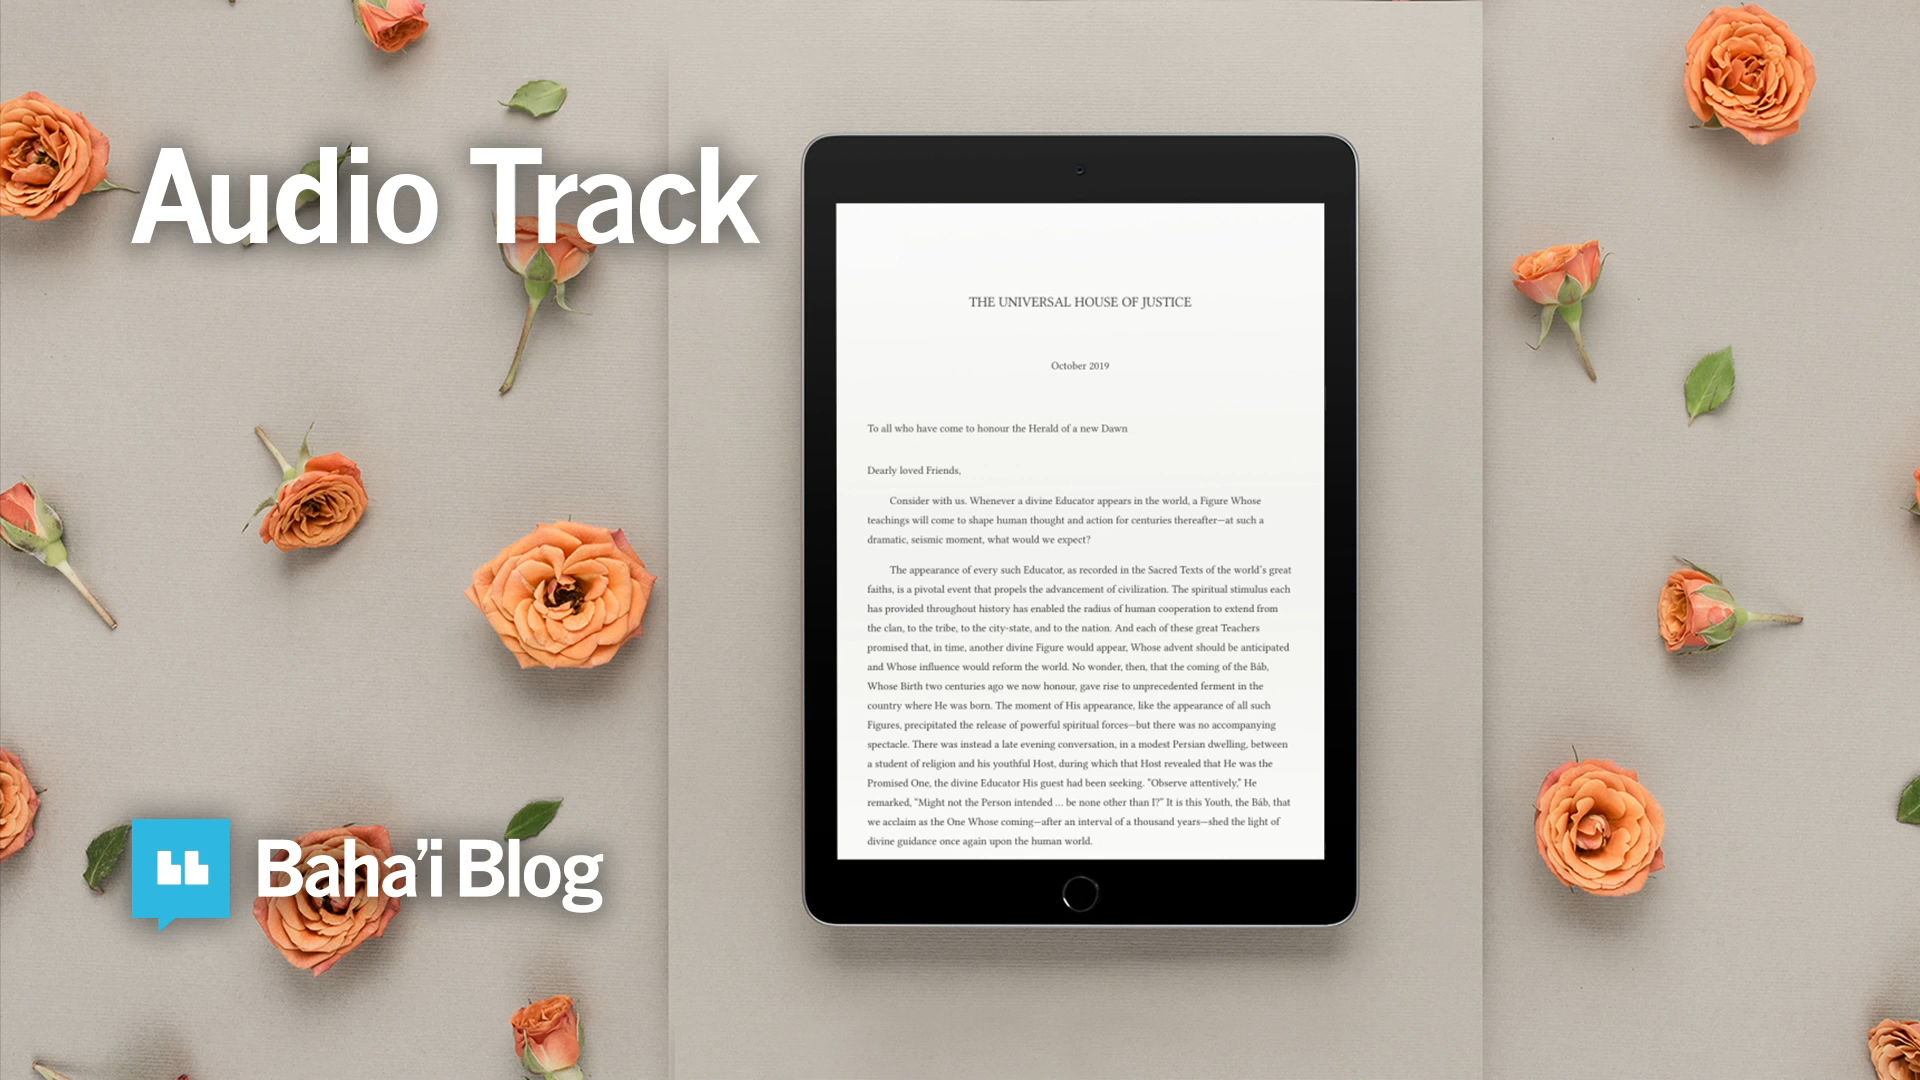 Audio Track
THE UNIVERSAL HOUSE OF JUSTICE
October 2019
To all who have come to honour the Herald of a new Dawn
Dearly loved Friends,
Consider with us. Whenever a divine Educator appears in the world, a Figure Whose
teachings will come to shape human thought and action for centuries thereafter—at such a
dramatic, seismic moment, what would we expect?
The appearance of every such Educator, as recorded in the Sacred Texts of the world's great
faiths, is a pivotal event that propels the advancement of civilization. The spiritual stimulus each
has provided throughout history has enabled the radius of human cooperation to extend from
the clan, to the tribe, to the city-state, and to the nation. And each of these great Teachers
promised that, in time, another divine Figure would appear, Whose advent should be anticipated
and Whose influence would reform the world. No wonder, then, that the coming of the Báb,
Whose Birth two centuries ago we now honour, gave rise to unprecedented ferment in the
country where He was born. The moment of His appearance, like the appearance of all such
Figures, precipitated the release of powerful spiritual forces—but there was no accompanying
spectacle. There was instead a late evening conversation, in a modest Persian dwelling, between
a student of religion and his youthful Host, during which that Host revealed that He was the
Promised One, the divine Educator His guest had been seeking. "Observe attentively," He
remarked, "Might not the Person intended ... be none other than I?" It is this Youth, the Báb, that
we acclaim as the One Whose coming—after an interval of a thousand years—shed the light of
divine guidance once again upon the human world.
Baha'i Blog